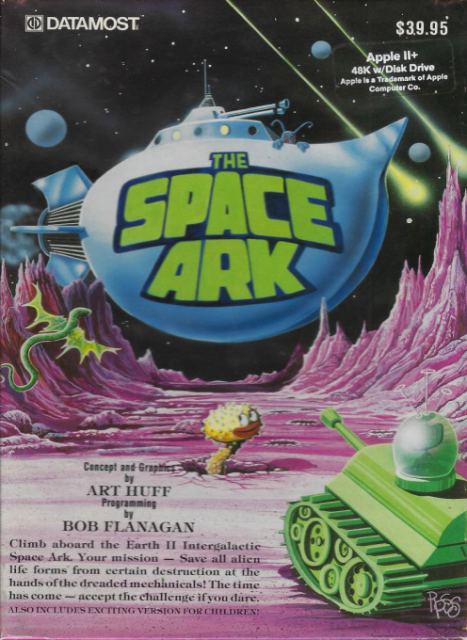 DATAMOST
$39.95
Apple II+
48K w/Disk Drive
Apple is a Trademark of Apple
Computer Co.
THE
SPACE
ARK
Concept and Graphics
by
ART HUFF
Programming
by
BOB FLANAGAN
Climb aboard the Earth II Intergalactic
Space Ark. Your mission — Save all alien
life forms from certain destruction at the
hands of the dreaded mechanicals! The time
has come — accept the challenge if you dare.
ALSO INCLUDES EXCITING VERSION FOR CHILDREN!